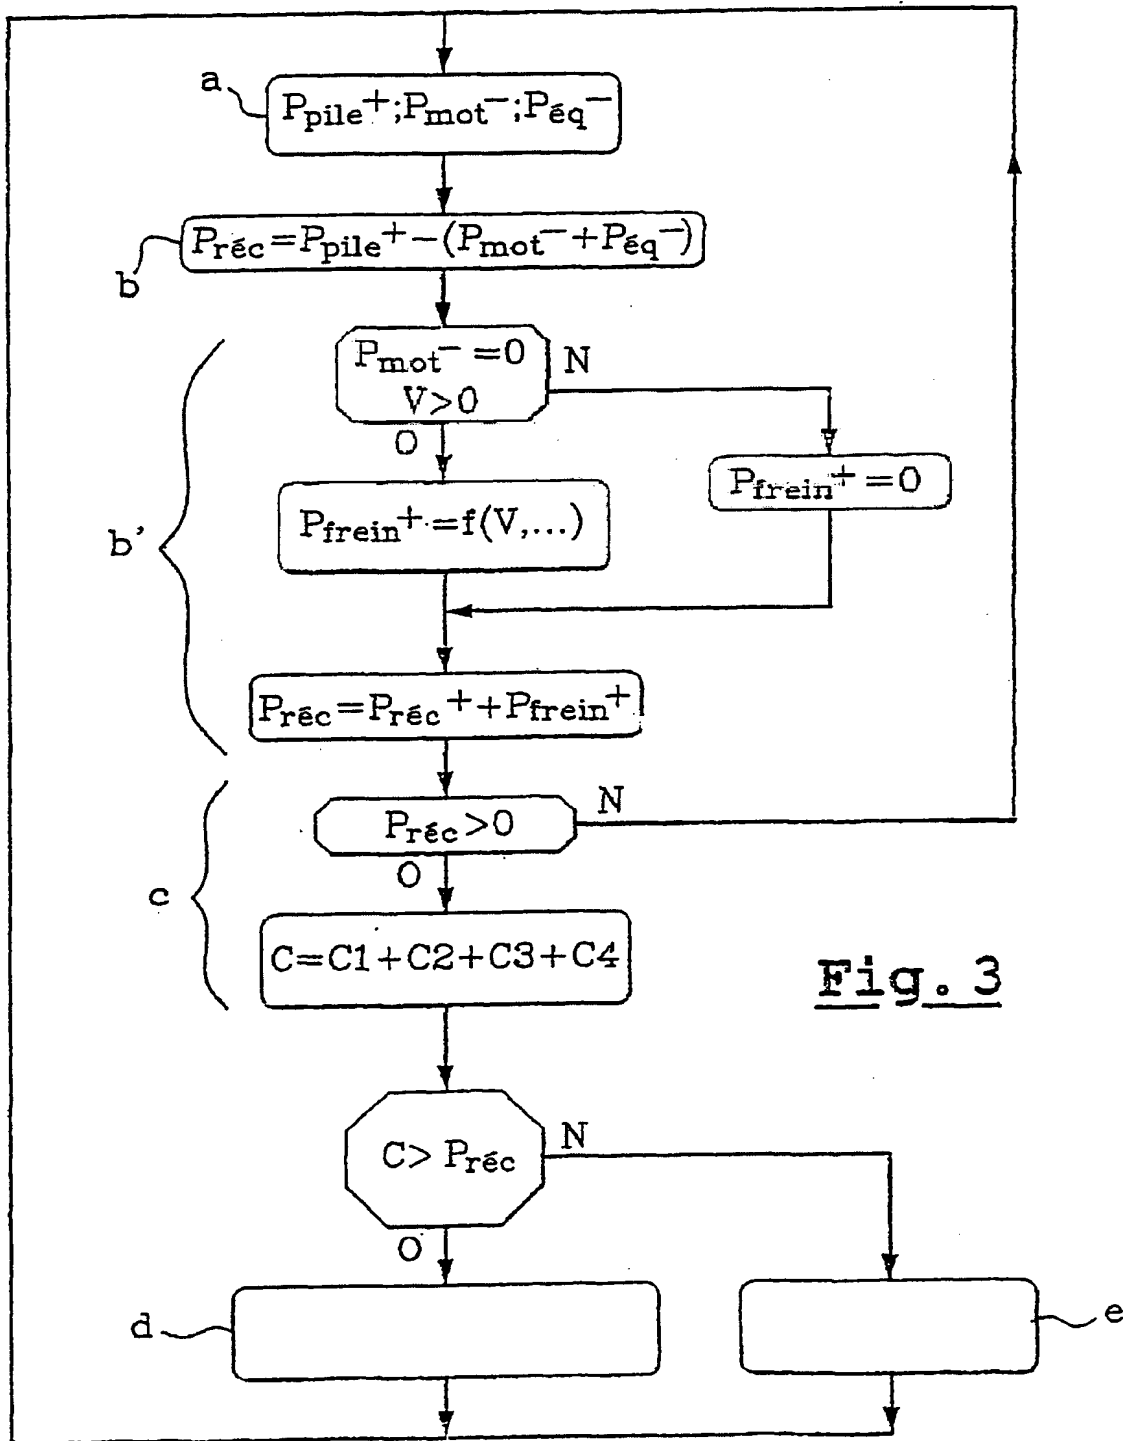 a
Ppile+;Pmot-;Péq-
b
Préc=Ppile+-(Pmot-+Péq-)
Pmot-=0
V>0
N
O
Pfrein+=0
b'
Pfrein+=f(V,...)
Préc=Préc++Pfrein+
c
Préc>0
N
O
C=C1+C2+C3+C4
Fig. 3
C> Préc
N
O
d
e